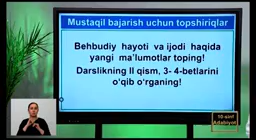 Mustaqil bajarish uchun topshiriqlar
Behbudiy hayoti va ijodi haqida
yangi ma'lumotlar toping!
Darslikning II qism, 3- 4-betlarini
o'qib o'rganing!
10-sinf
Adabiyot